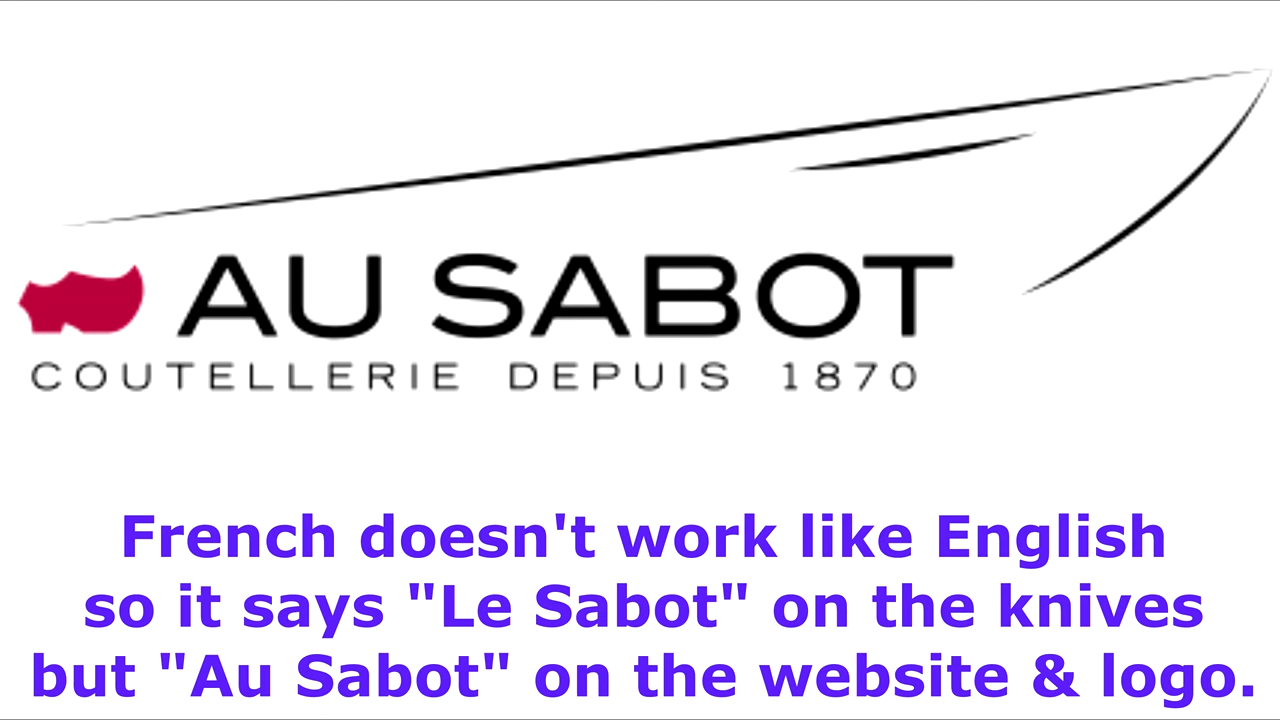 AU SABOT
COUTELLERIE DEPUIS 1870
French doesn't work like English
so it says "Le Sabot" on the knives
but "Au Sabot" on the website & logo.